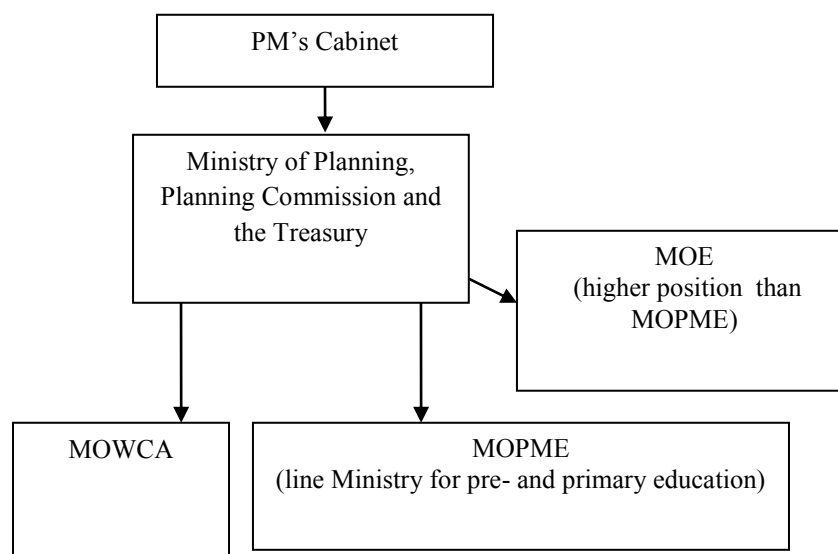 PM’s Cabinet
Ministry of Planning,
Planning Commission and
the Treasury
MOE
(higher position than
MOPME)
MOWCA
MOPME
(line Ministry for pre- and primary education)